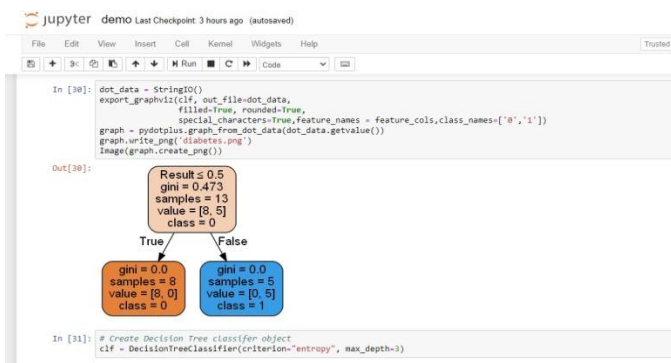 jupyter demo Last Checkpoint: 3 hours ago (autosaved)
File Edit View Insert Cell Kernel Widgets Help Trusted
Run Code
In [30]: dot_data = StringIO()
export_graphviz(clf, out_file=dot_data,
filled=True, rounded=True,
special_characters=True,feature_names = feature_cols,class_names=['0','1'])
graph = pydotplus.graph_from_dot_data(dot_data.getvalue())
graph.write_png('diabetes.png')
Image(graph.create_png())
Out[30]:
Result ≤ 0.5
gini = 0.473
samples = 13
value = [8, 5]
class = 0
True False
gini = 0.0
samples = 8
value = [8, 0]
class = 0
gini = 0.0
samples = 5
value = [0, 5]
class = 1
In [31]: # Create Decision Tree classifer object
clf = DecisionTreeClassifier(criterion="entropy", max_depth=3)